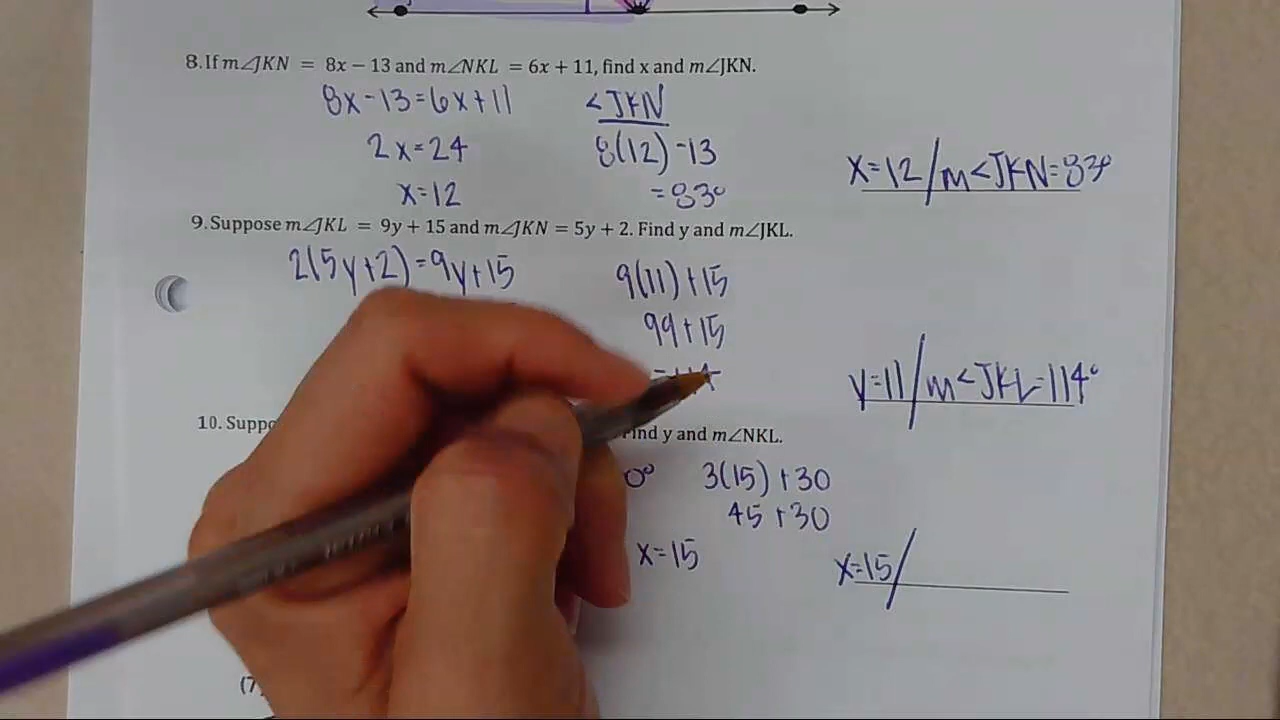 8. If m∠JKN = 8x − 13 and m∠NKL = 6x + 11, find x and m∠JKN.
8x-13=6x+11
2x=24
x=12
<JKN
8(12)-13
=83°
x=12/m<JKN=83°
9. Suppose m∠JKL = 9y + 15 and m∠JKN = 5y + 2. Find y and m∠JKL.
2(5y+2)=9y+15
9(11)+15
99+15
y=11/m<JKL=114°
10. Find y and m∠NKL.
0°
x=15
3(15)+30
45+30
x=15/
(7